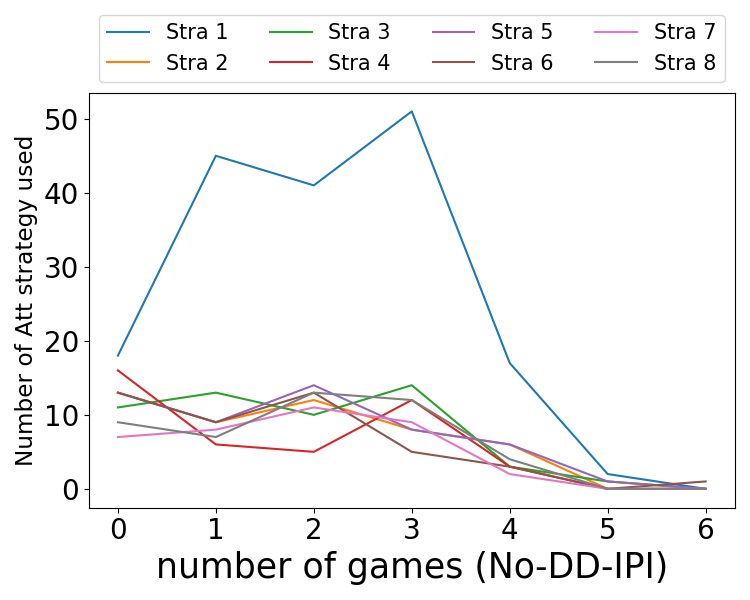 Stra 1 Stra 3 Stra 5 Stra 7
Stra 2 Stra 4 Stra 6 Stra 8
Number of Att strategy used
50
40
30
20
10
0
0 1 2 3 4 5 6
number of games (No-DD-IPI)